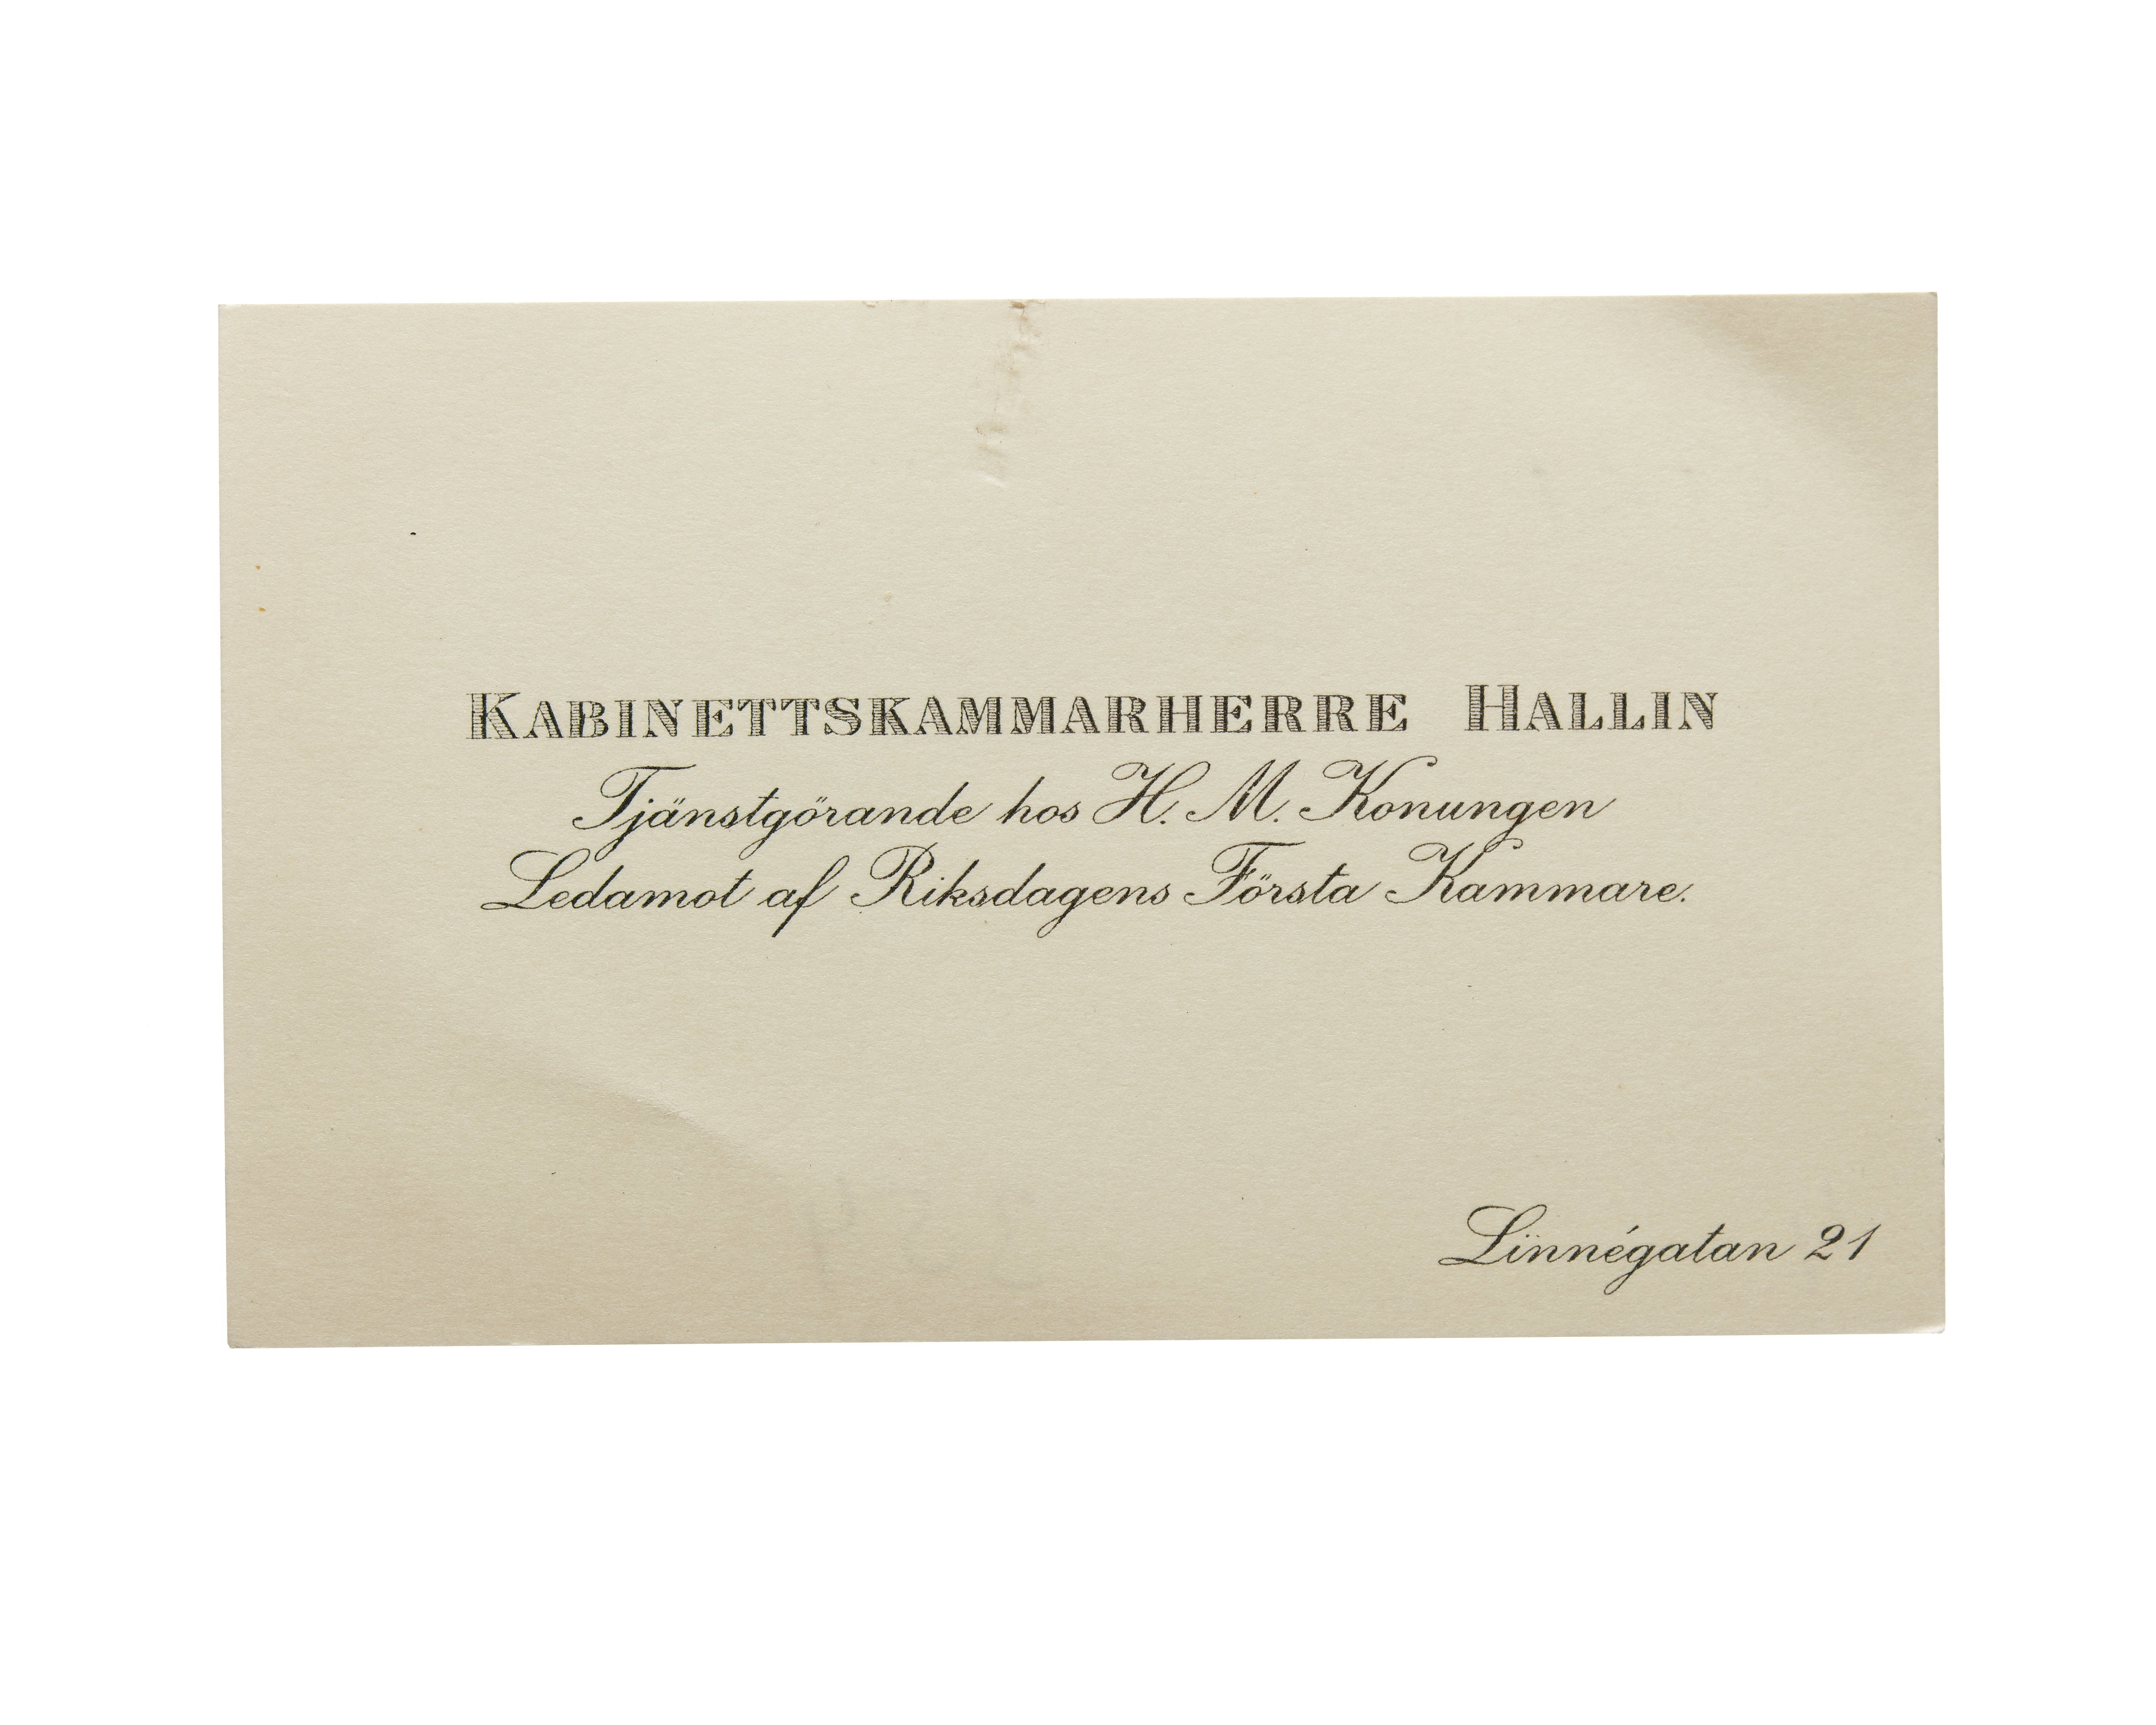 KABINETTSKAMMARHERRE HALLIN
Tjänstgörande hos H. M. Konungen
Ledamot af Riksdagens Första Kammare.
Linnégatan 21